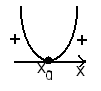 + +
x₀ x